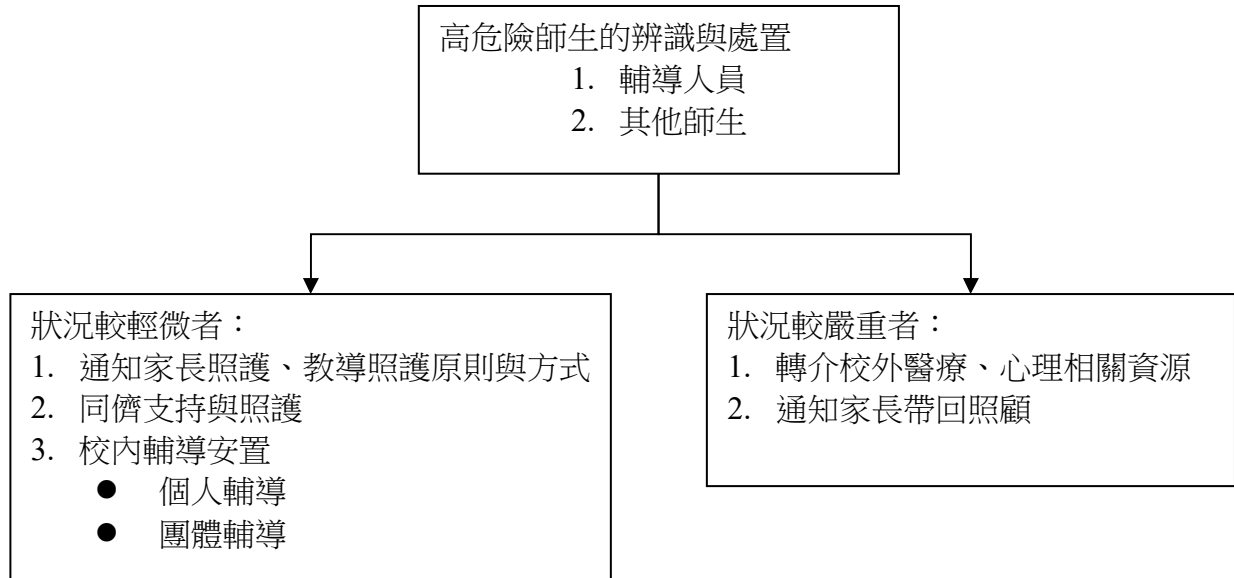 高危險師生的辨識與處置
1. 輔導人員
2. 其他師生
狀況較輕微者：
1. 通知家長照護、教導照護原則與方式
2. 同儕支持與照護
3. 校內輔導安置
● 個人輔導
● 團體輔導
狀況較嚴重者：
1. 轉介校外醫療、心理相關資源
2. 通知家長帶回照顧